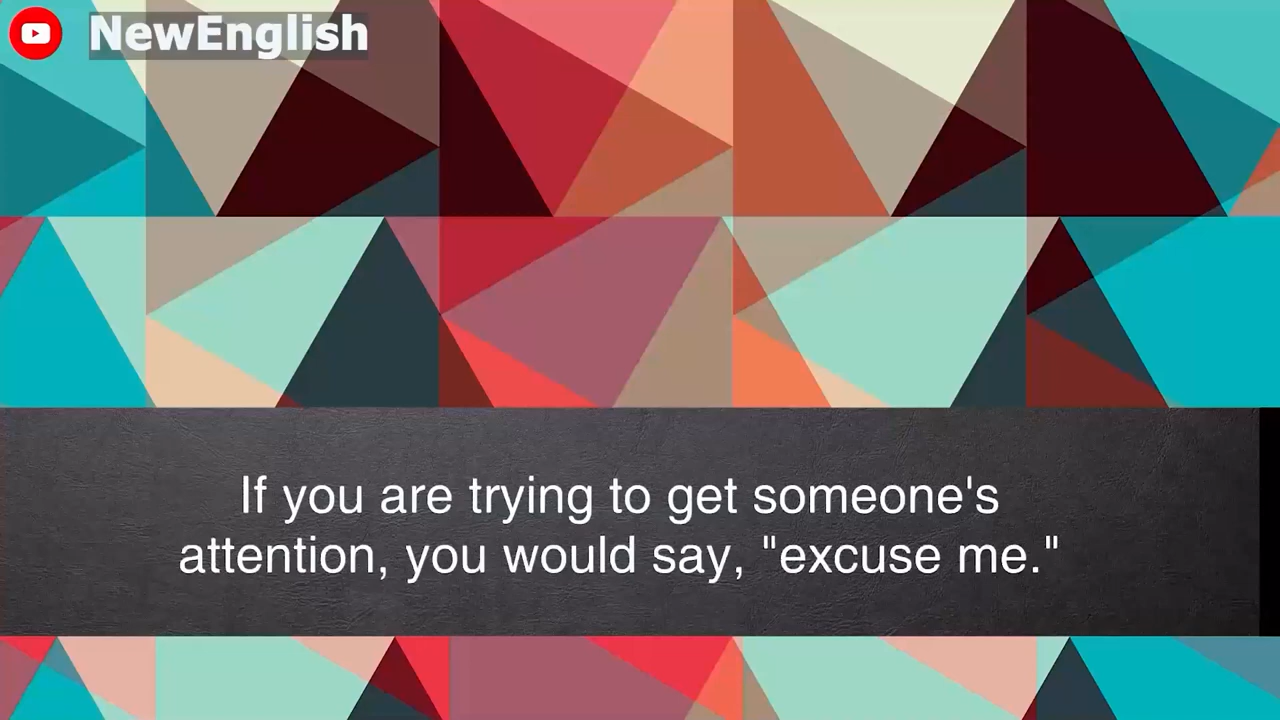 NewEnglish
If you are trying to get someone's
attention, you would say, "excuse me."